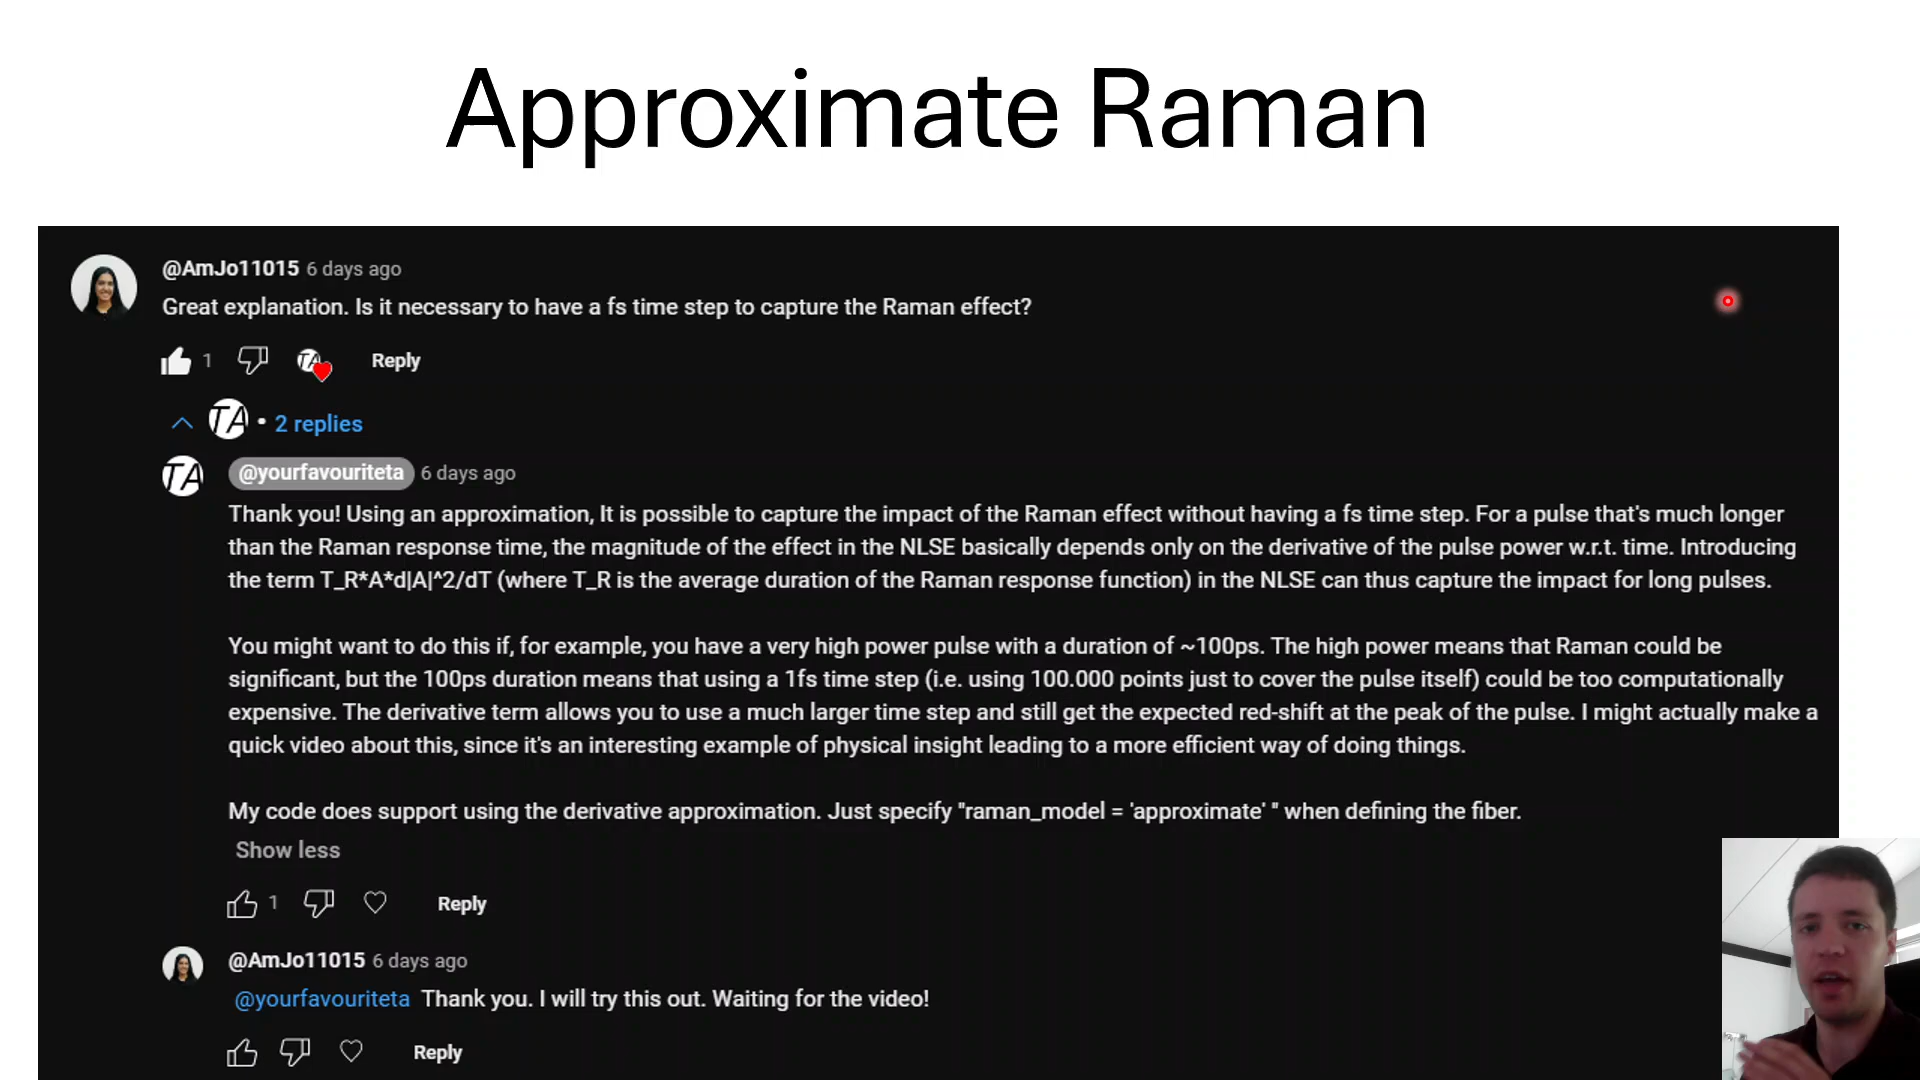 Approximate Raman
@AmJo11015 6 days ago
Great explanation. Is it necessary to have a fs time step to capture the Raman effect?
1 TA Reply
TA • 2 replies
TA @yourfavouriteta 6 days ago
Thank you! Using an approximation, It is possible to capture the impact of the Raman effect without having a fs time step. For a pulse that's much longer
than the Raman response time, the magnitude of the effect in the NLSE basically depends only on the derivative of the pulse power w.r.t. time. Introducing
the term T_R*A*d|A|^2/dT (where T_R is the average duration of the Raman response function) in the NLSE can thus capture the impact for long pulses.
You might want to do this if, for example, you have a very high power pulse with a duration of ~100ps. The high power means that Raman could be
significant, but the 100ps duration means that using a 1fs time step (i.e. using 100.000 points just to cover the pulse itself) could be too computationally
expensive. The derivative term allows you to use a much larger time step and still get the expected red-shift at the peak of the pulse. I might actually make a
quick video about this, since it's an interesting example of physical insight leading to a more efficient way of doing things.
My code does support using the derivative approximation. Just specify "raman_model = 'approximate' " when defining the fiber.
Show less
1 Reply
@AmJo11015 6 days ago
@yourfavouriteta Thank you. I will try this out. Waiting for the video!
Reply